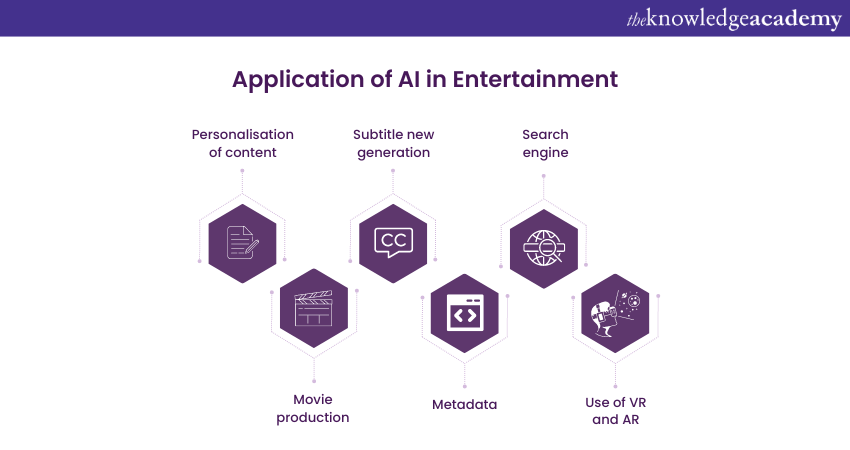 theknowledgeacademy
Application of AI in Entertainment
Personalisation
of content
Subtitle new
generation
Search
engine
CC
Movie
production
Metadata
Use of VR
and AR